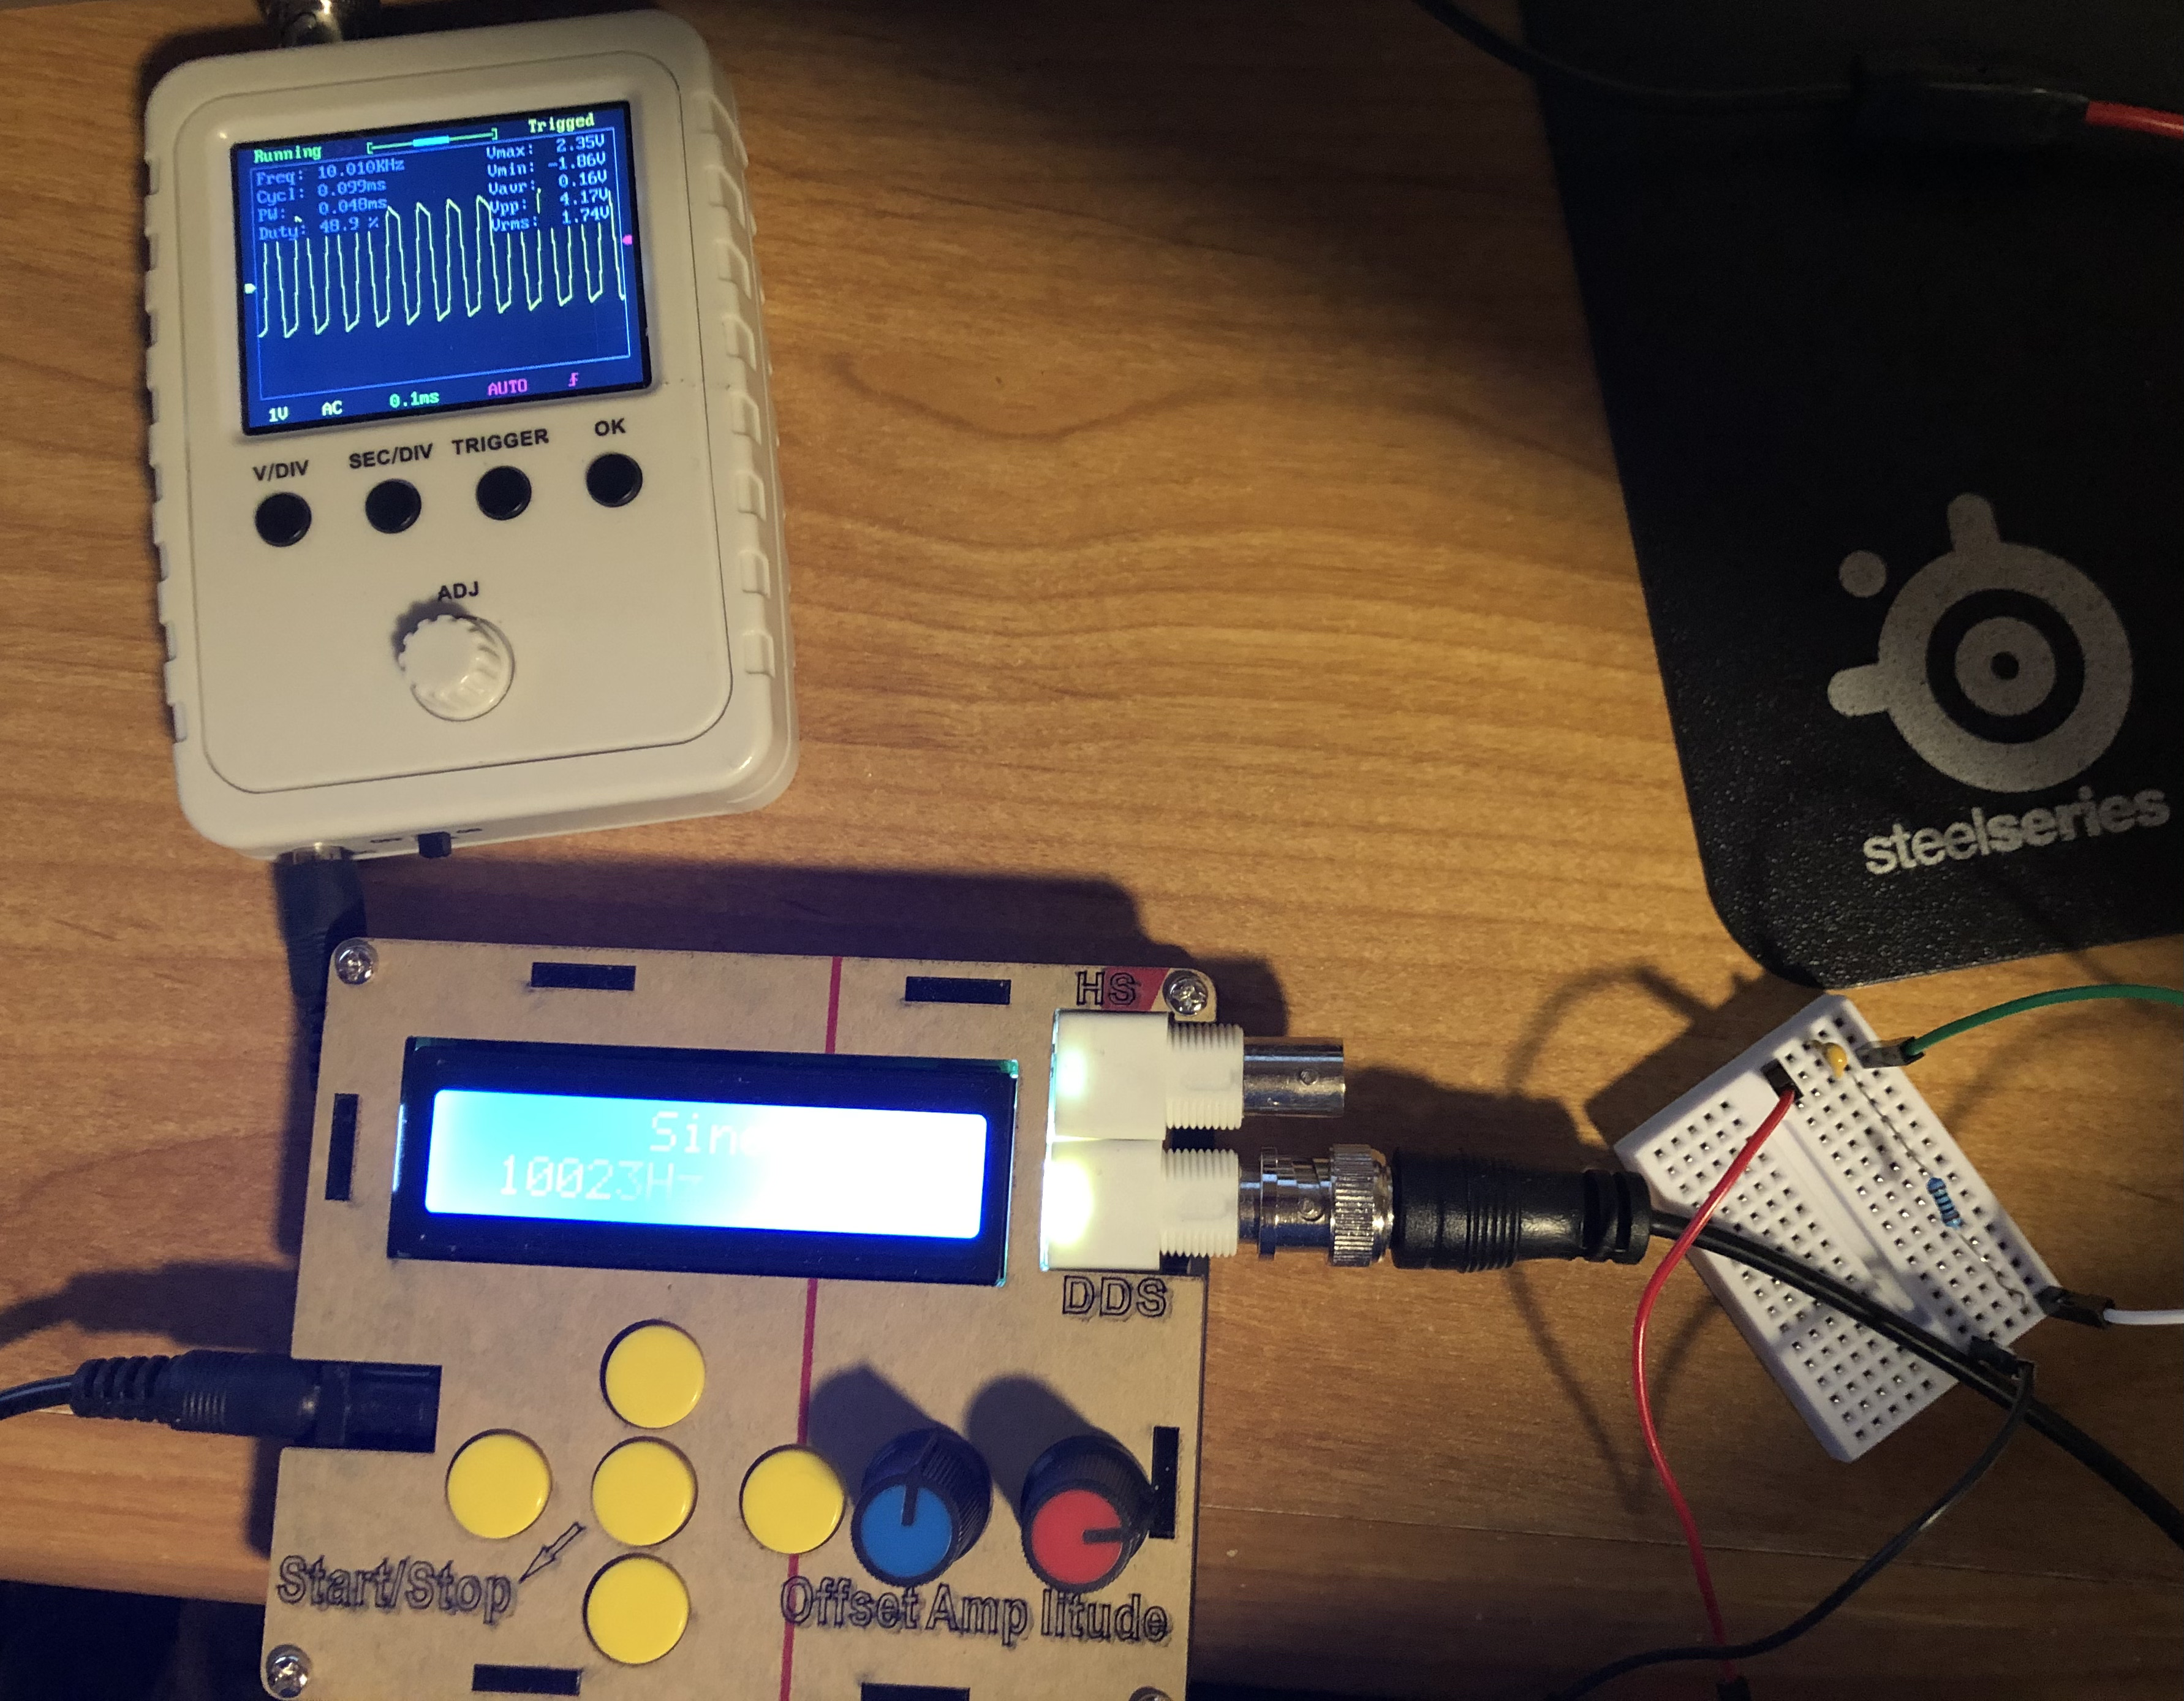 Running
Trigged
Freq: 10.010KHz
Cycl: 0.099ms
PW: 0.048ms
Duty: 48.9 %
Vmax: 2.35V
Vmin: -1.86V
Vavr: 0.16V
Vpp: 4.17V
Vrms: 1.74V
1V AC 0.1ms AUTO
V/DIV SEC/DIV TRIGGER OK
ADJ
steelseries
HS
Sine
10023Hz
DDS
Start/Stop
Offset Amp litude